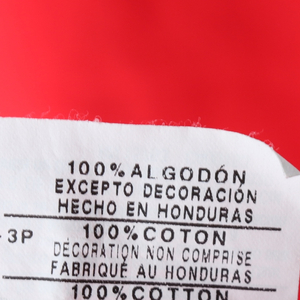 100% ALGODÓN
EXCEPTO DECORACIÓN
HECHO EN HONDURAS
3P 100% COTON
DÉCORATION NON COMPRISE
FABRIQUÉ AU HONDURAS
100% COTTON